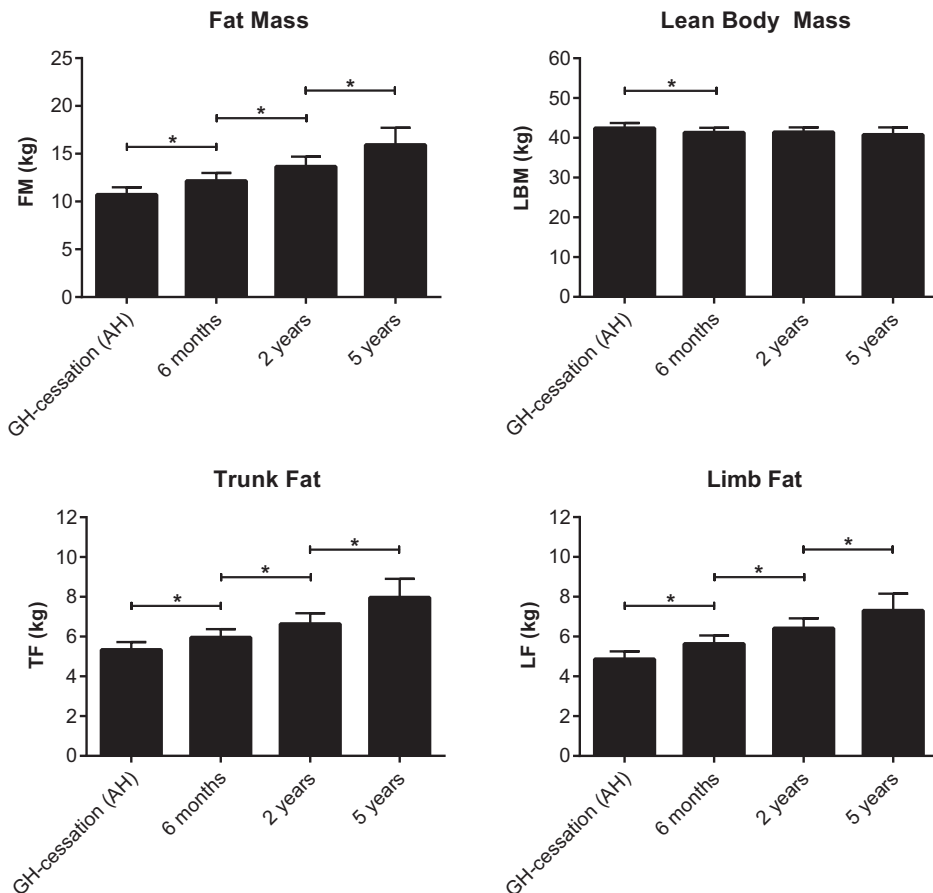 Fat Mass
FM (kg)
25
20
15
10
5
0
*
*
*
GH-cessation (AH)
6 months
2 years
5 years
Lean Body  Mass
LBM (kg)
60
50
40
30
20
10
0
*
GH-cessation (AH)
6 months
2 years
5 years
Trunk Fat
TF (kg)
12
10
8
6
4
2
0
*
*
*
GH-cessation (AH)
6 months
2 years
5 years
Limb Fat
LF (kg)
12
10
8
6
4
2
0
*
*
*
GH-cessation (AH)
6 months
2 years
5 years